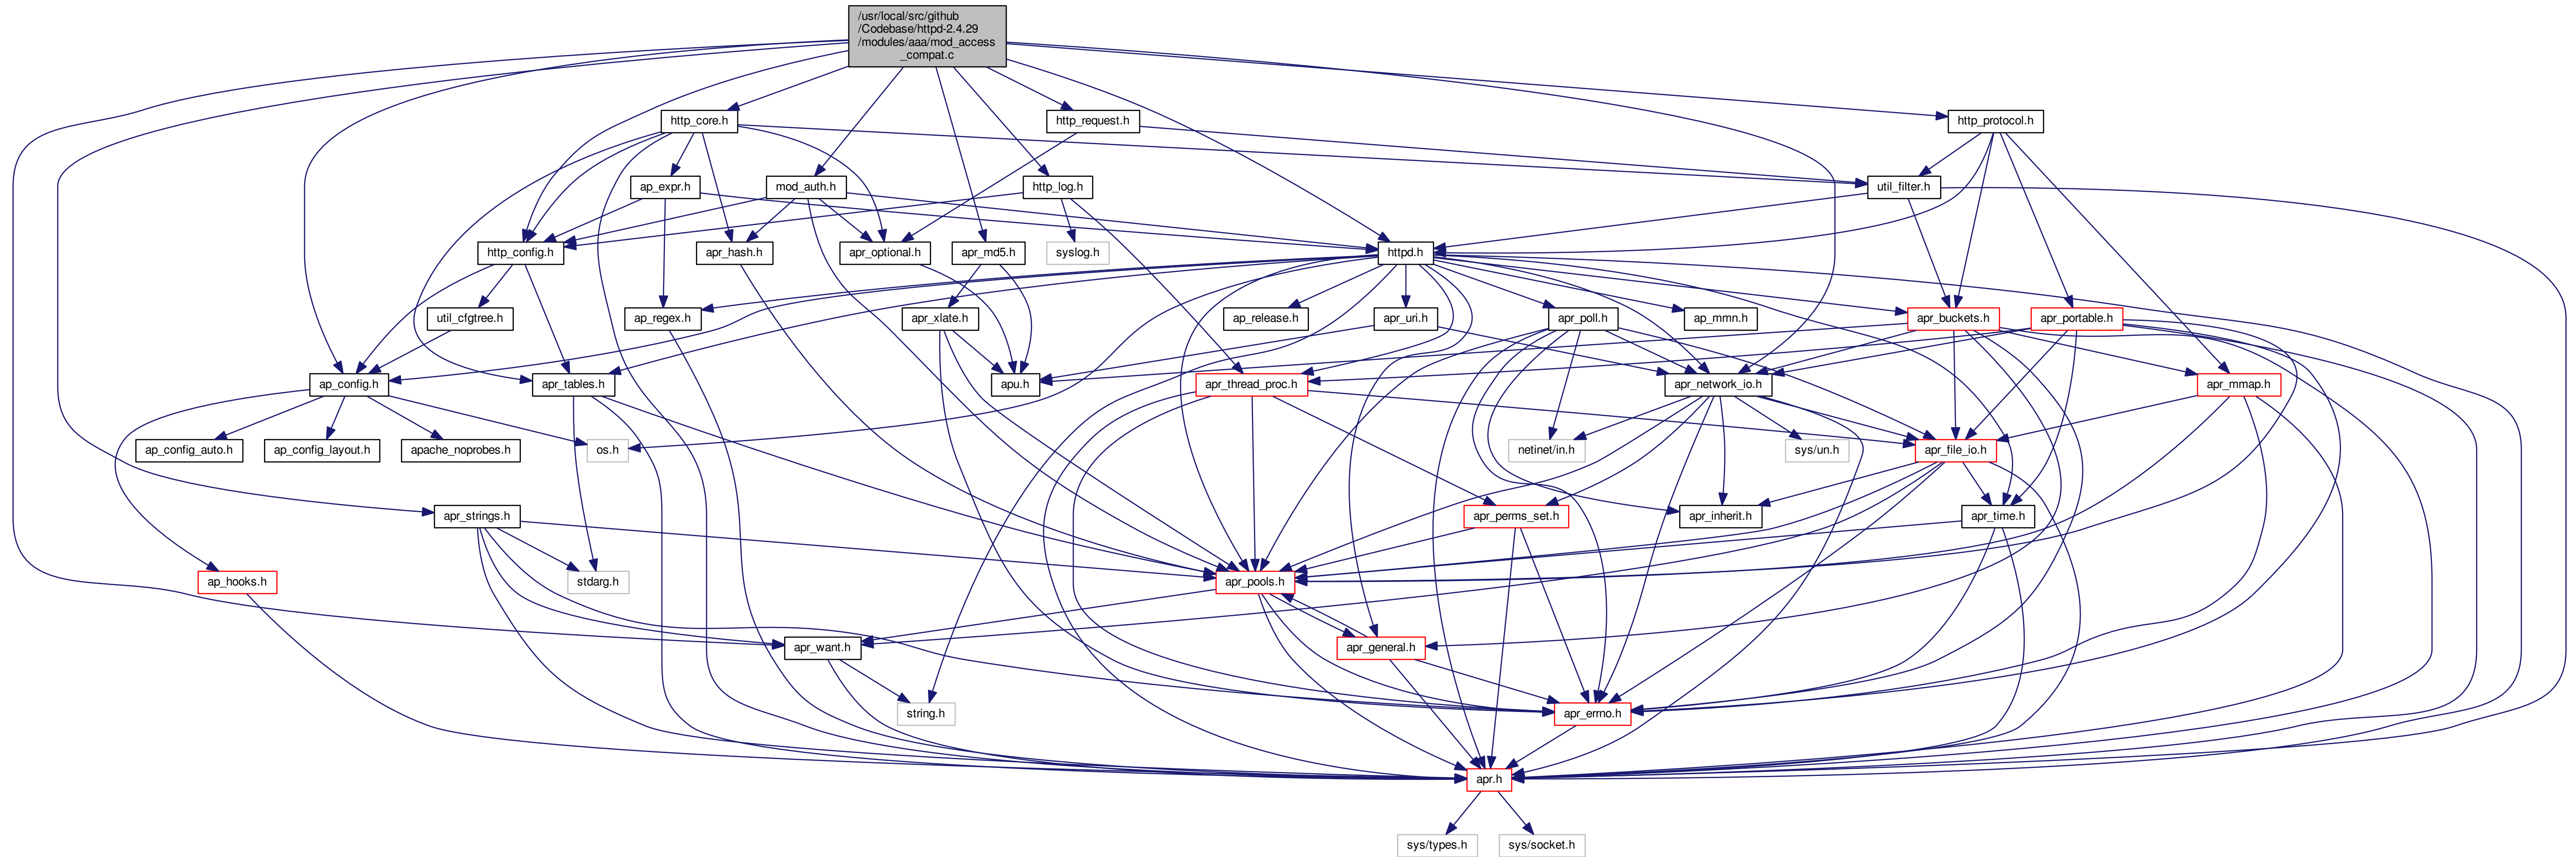 /usr/local/src/github
/Codebase/httpd-2.4.29
/modules/aaa/mod_access
_compat.c
http_core.h
http_request.h
http_protocol.h
ap_expr.h
mod_auth.h
http_log.h
util_filter.h
http_config.h
apr_hash.h
apr_optional.h
apr_md5.h
syslog.h
httpd.h
util_cfgtree.h
ap_regex.h
apr_xlate.h
ap_release.h
apr_uri.h
apr_poll.h
ap_mmn.h
apr_buckets.h
apr_portable.h
ap_config.h
apr_tables.h
apu.h
apr_thread_proc.h
apr_network_io.h
apr_mmap.h
ap_config_auto.h
ap_config_layout.h
apache_noprobes.h
os.h
netinet/in.h
sys/un.h
apr_file_io.h
apr_strings.h
apr_perms_set.h
apr_inherit.h
apr_time.h
ap_hooks.h
stdarg.h
apr_pools.h
apr_want.h
apr_general.h
string.h
apr_errno.h
apr.h
sys/types.h
sys/socket.h